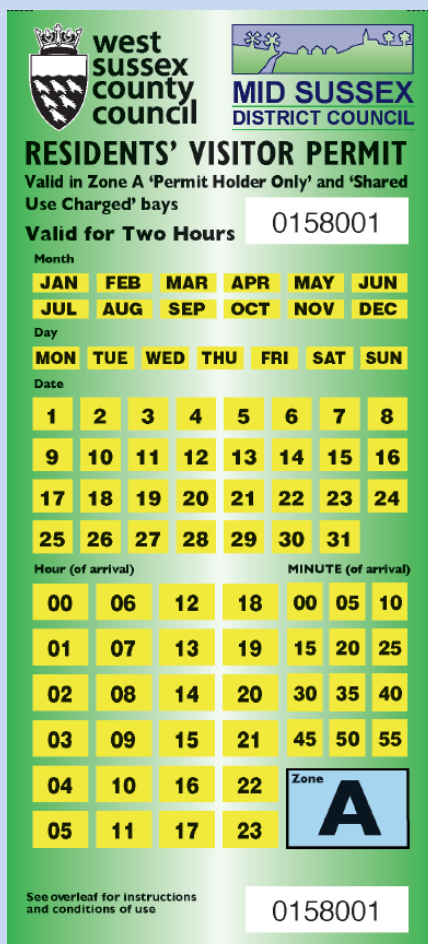 west
sussex
county
council
MID SUSSEX
DISTRICT COUNCIL
RESIDENTS' VISITOR PERMIT
Valid in Zone A ‘Permit Holder Only’ and ‘Shared
Use Charged’ bays
0158001
Valid for Two Hours
Month
JAN FEB MAR APR MAY JUN
JUL AUG SEP OCT NOV DEC
Day
MON TUE WED THU FRI SAT SUN
Date
1 2 3 4 5 6 7 8
9 10 11 12 13 14 15 16
17 18 19 20 21 22 23 24
25 26 27 28 29 30 31
Hour (of arrival) MINUTE (of arrival)
00 06 12 18 00 05 10
01 07 13 19 15 20 25
02 08 14 20 30 35 40
03 09 15 21 45 50 55
04 10 16 22
05 11 17 23
Zone
A
See overleaf for instructions
and conditions of use
0158001